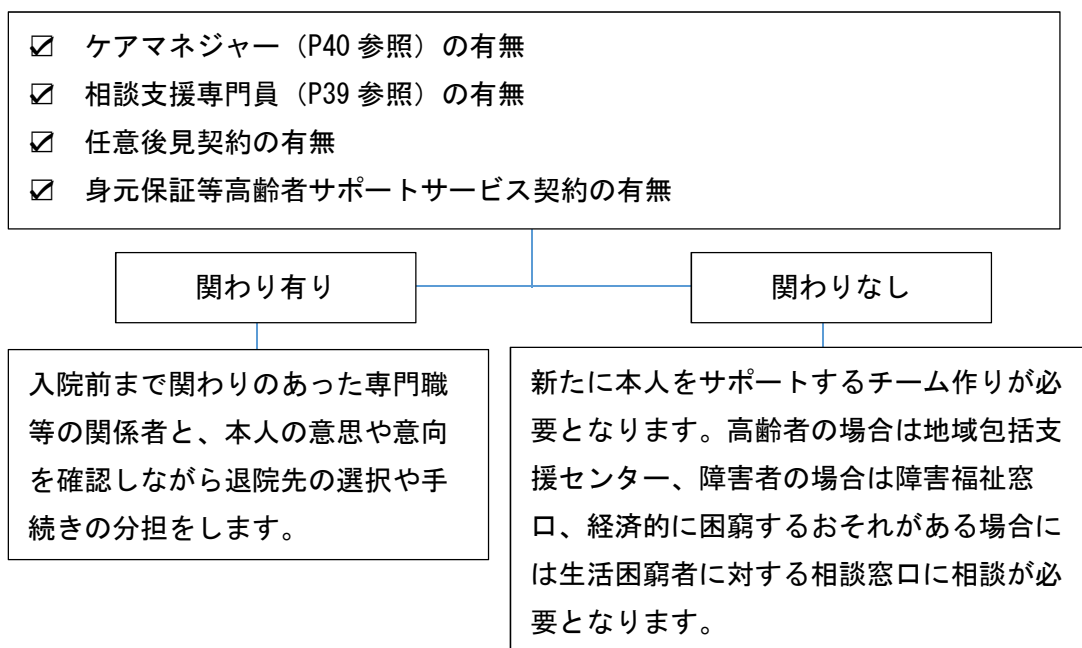 ☑ ケアマネジャー（P40 参照）の有無
☑ 相談支援専門員（P39 参照）の有無
☑ 任意後見契約の有無
☑ 身元保証等高齢者サポートサービス契約の有無
関わり有り
関わりなし
入院前まで関わりのあった専門職
等の関係者と、本人の意思や意向
を確認しながら退院先の選択や手
続きの分担をします。
新たに本人をサポートするチーム作りが必
要となります。高齢者の場合は地域包括支
援センター、障害者の場合は障害福祉窓
口、経済的に困窮するおそれがある場合に
は生活困窮者に対する相談窓口に相談が必
要となります。